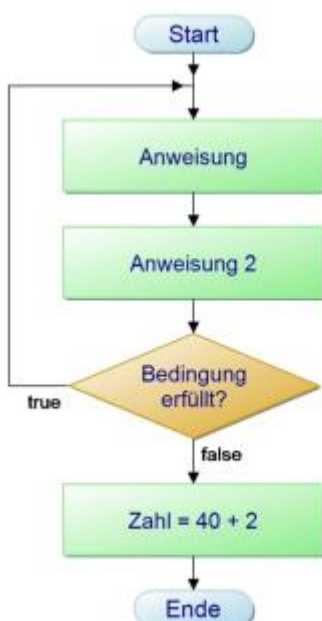 Start
Anweisung
Anweisung 2
Bedingung
erfüllt?
true
false
Zahl = 40 + 2
Ende